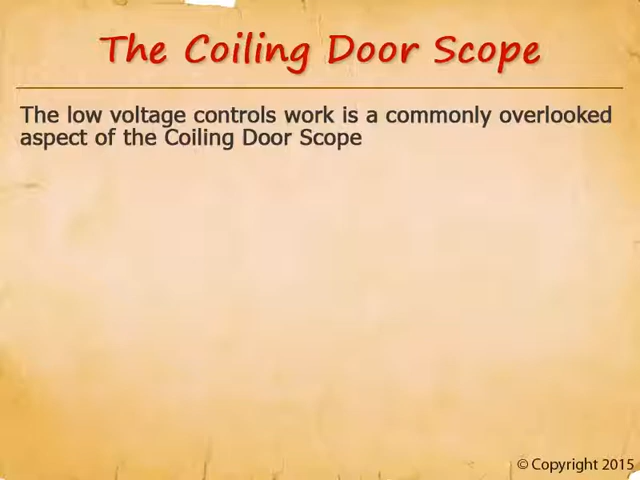 The Coiling Door Scope
The low voltage controls work is a commonly overlooked
aspect of the Coiling Door Scope
© Copyright 2015